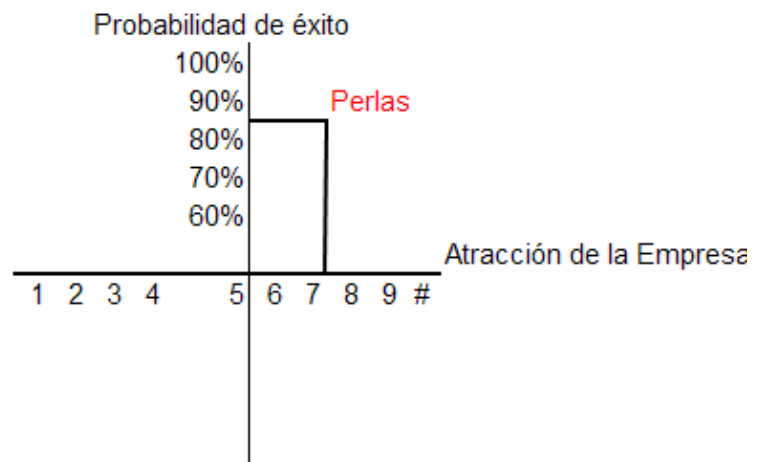 Probabilidad de éxito
100%
90%
Perlas
80%
70%
60%
Atracción de la Empresa
1 2 3 4 5 6 7 8 9 #